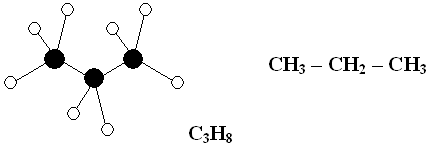 CH₃ – CH₂ – CH₃
C₃H₈